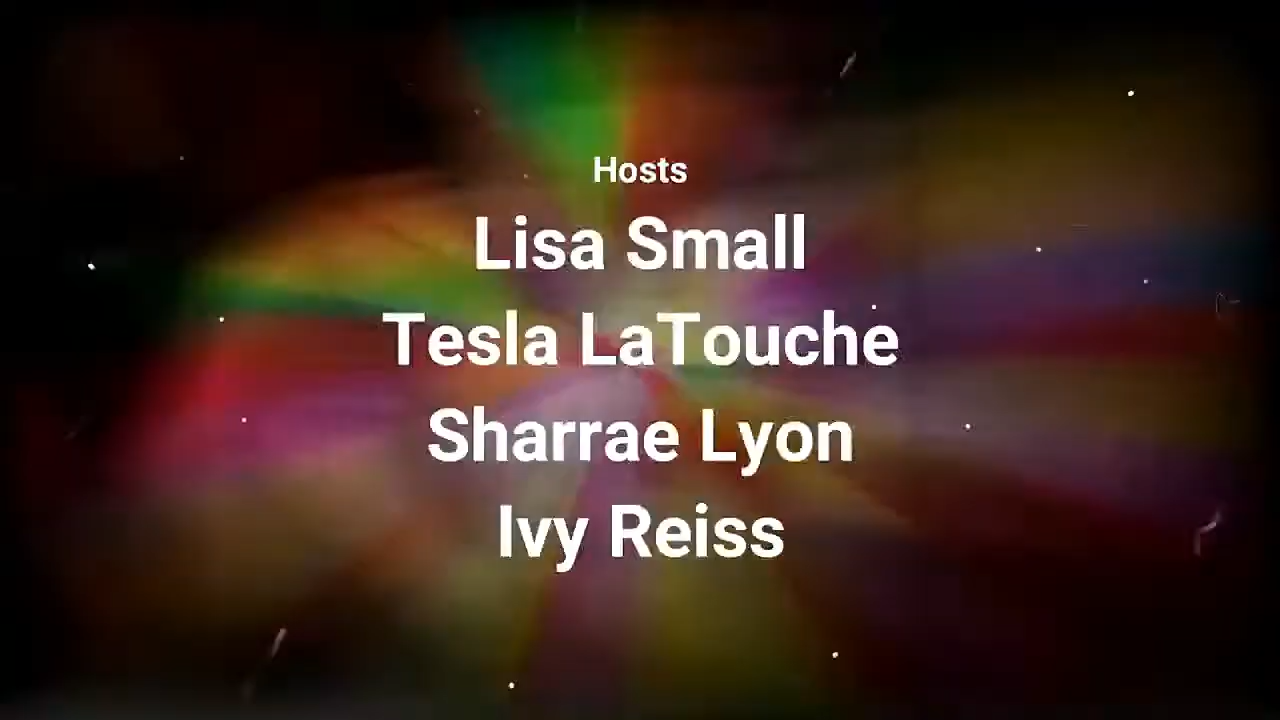 Hosts
Lisa Small
Tesla LaTouche
Sharrae Lyon
Ivy Reiss